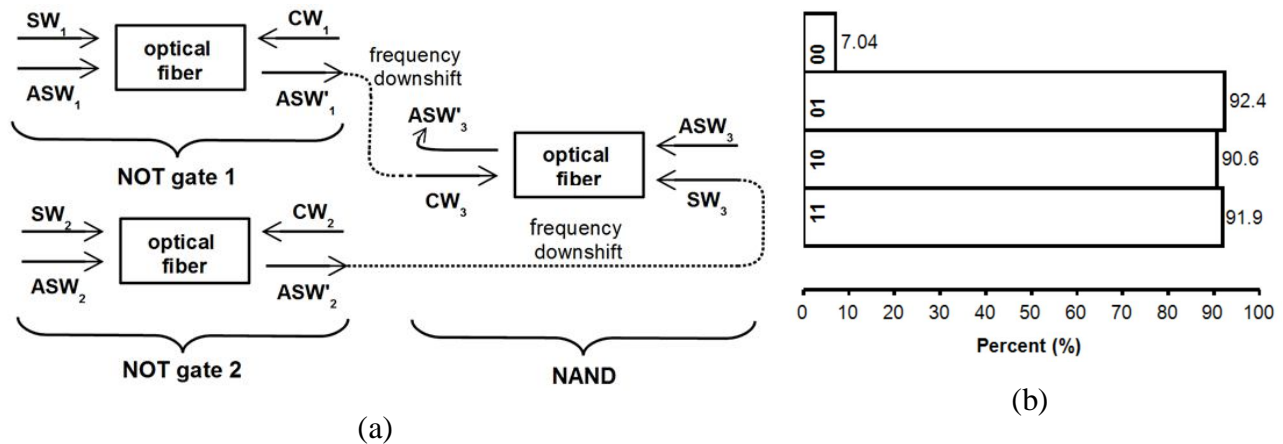 SW1
CW1
optical
fiber
ASW1
ASW'1
NOT gate 1
frequency
downshift
ASW'3
ASW3
optical
fiber
CW3
SW3
SW2
CW2
optical
fiber
ASW2
ASW'2
frequency
downshift
NOT gate 2
NAND
(a)
00
7.04
01
92.4
10
90.6
11
91.9
0 10 20 30 40 50 60 70 80 90 100
Percent (%)
(b)